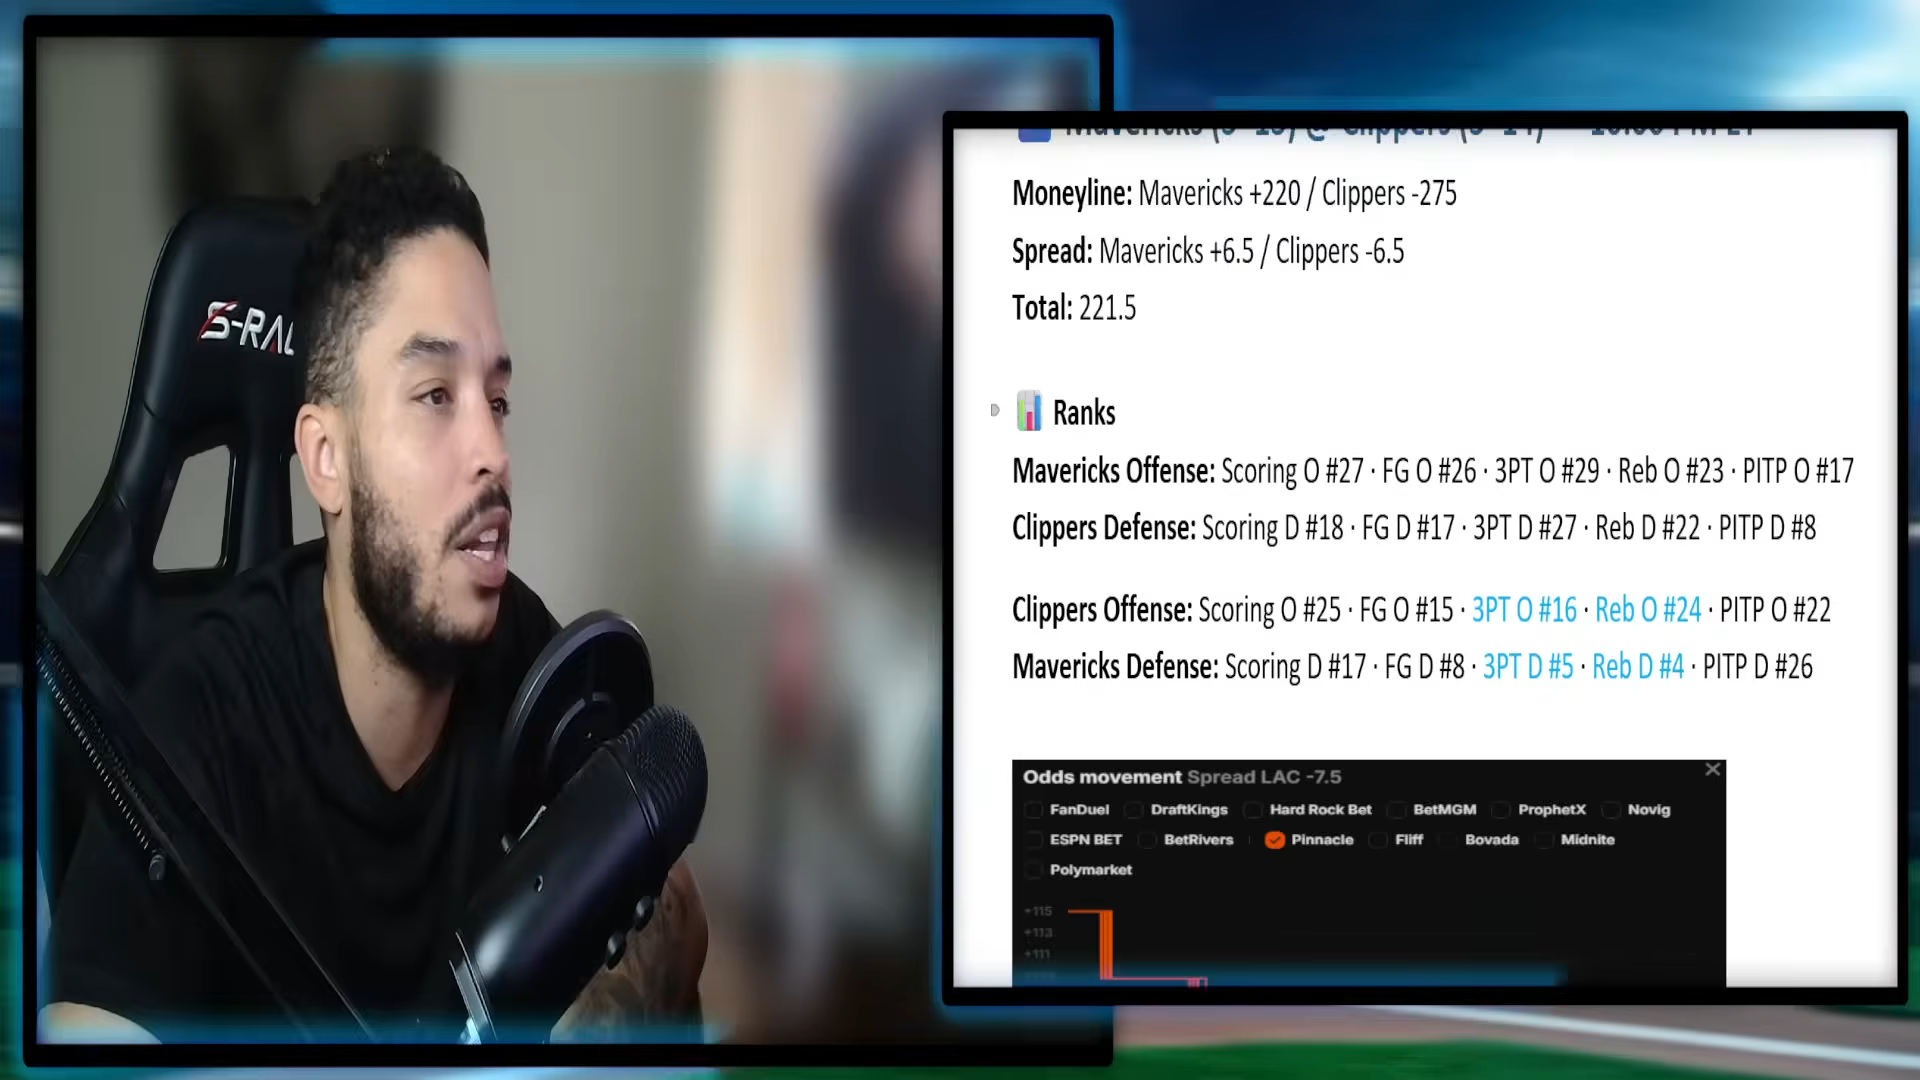 S-RAC
Mavericks @ Clippers
Moneyline: Mavericks +220 / Clippers -275
Spread: Mavericks +6.5 / Clippers -6.5
Total: 221.5
Ranks
Mavericks Offense: Scoring O #27 · FG O #26 · 3PT O #29 · Reb O #23 · PITP O #17
Clippers Defense: Scoring D #18 · FG D #17 · 3PT D #27 · Reb D #22 · PITP D #8
Clippers Offense: Scoring O #25 · FG O #15 · 3PT O #16 · Reb O #24 · PITP O #22
Mavericks Defense: Scoring D #17 · FG D #8 · 3PT D #5 · Reb D #4 · PITP D #26
Odds movement Spread LAC -7.5
FanDuel DraftKings Hard Rock Bet BetMGM ProphetX Novig
ESPN BET BetRivers Pinnacle Fliff Bovada Midnite
Polymarket
+115
+113
+111